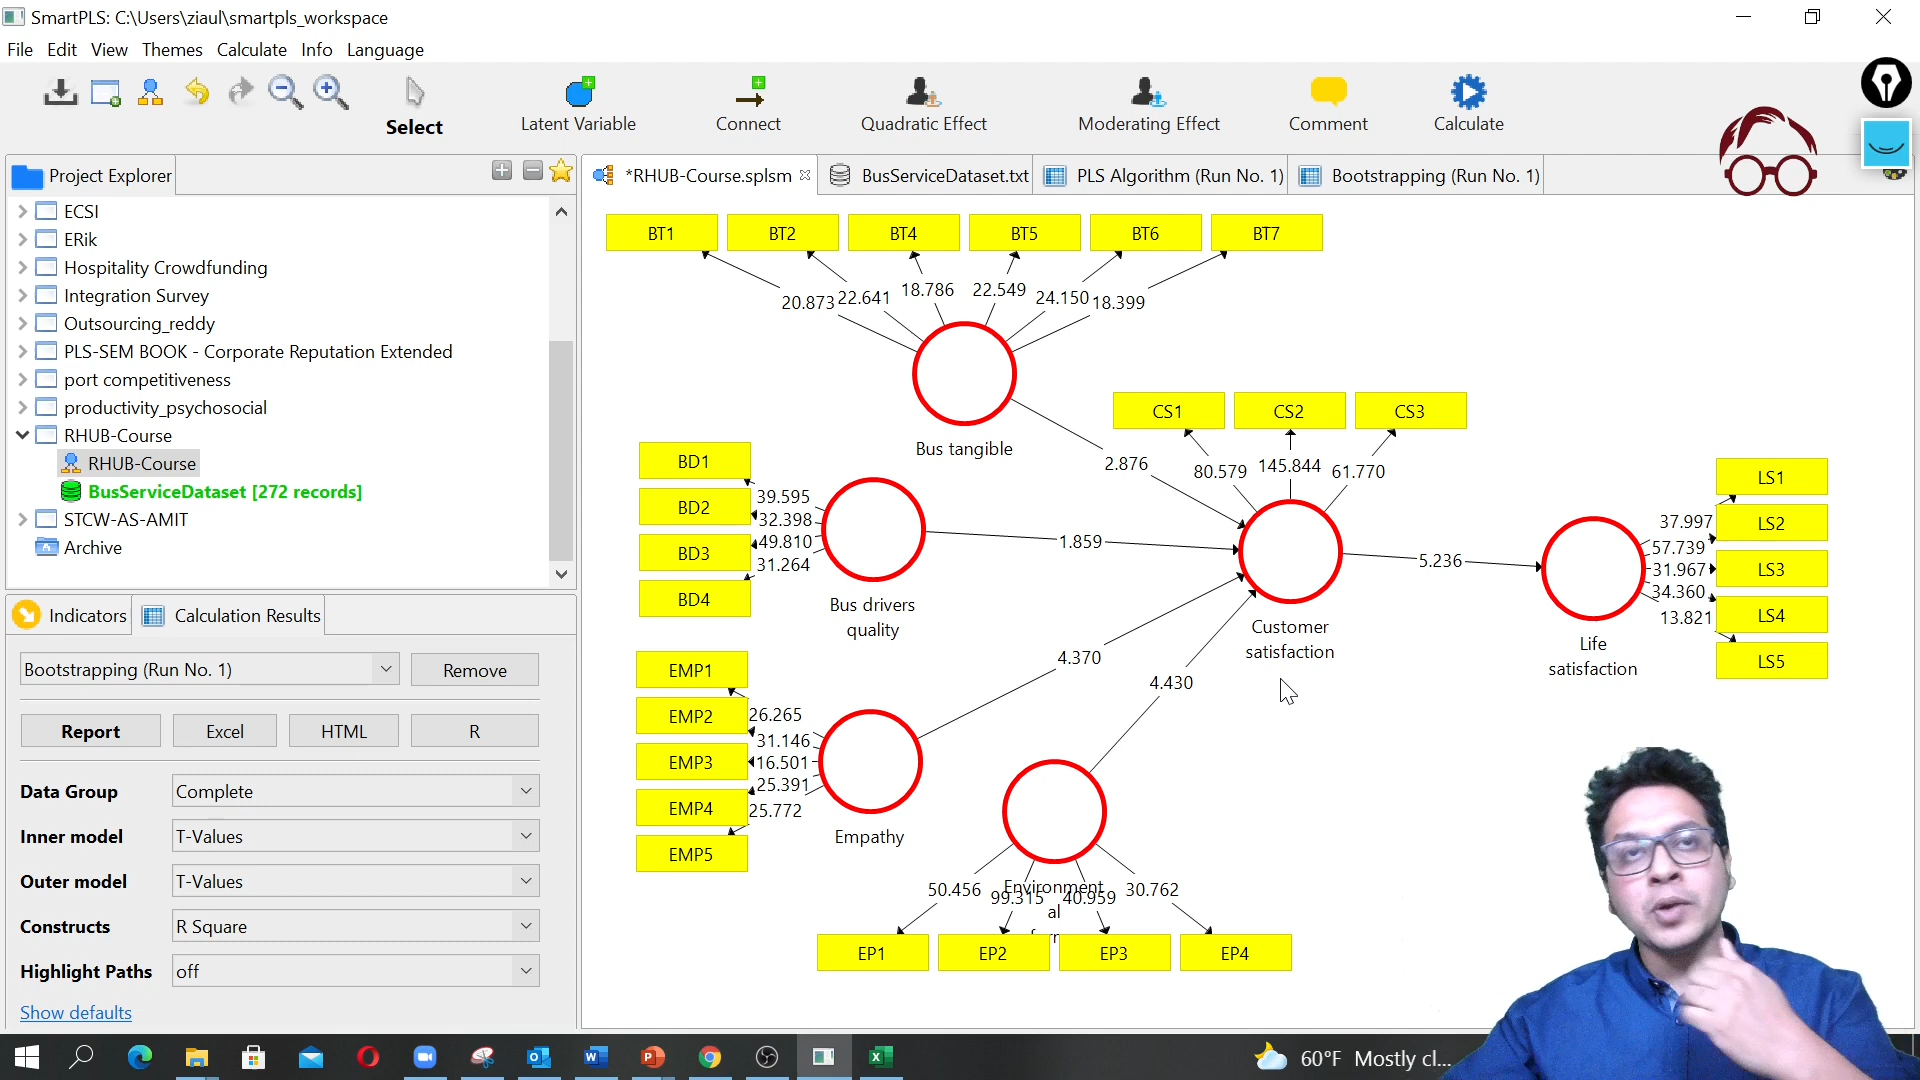 SmartPLS: C:\Users\ziaul\smartpls_workspace
File Edit View Themes Calculate Info Language
Select
Latent Variable
Connect
Quadratic Effect
Moderating Effect
Comment
Calculate
Project Explorer
*RHUB-Course.splsm
BusServiceDataset.txt
PLS Algorithm (Run No. 1)
Bootstrapping (Run No. 1)
ECSI
ERik
Hospitality Crowdfunding
Integration Survey
Outsourcing_reddy
PLS-SEM BOOK - Corporate Reputation Extended
port competitiveness
productivity_psychosocial
RHUB-Course
RHUB-Course
BusServiceDataset [272 records]
STCW-AS-AMIT
Archive
Indicators
Calculation Results
Bootstrapping (Run No. 1)
Remove
Report
Excel
HTML
R
Data Group
Complete
Inner model
T-Values
Outer model
T-Values
Constructs
R Square
Highlight Paths
off
Show defaults
BT1
BT2
BT4
BT5
BT6
BT7
20.873
22.641
18.786
22.549
24.150
18.399
Bus tangible
2.876
CS1
CS2
CS3
80.579
145.844
61.770
BD1
BD2
BD3
BD4
39.595
32.398
49.810
31.264
Bus drivers
quality
1.859
Customer
satisfaction
5.236
LS1
LS2
LS3
LS4
LS5
37.997
57.739
31.967
34.360
13.821
Life
satisfaction
EMP1
EMP2
EMP3
EMP4
EMP5
26.265
31.146
16.501
25.391
25.772
Empathy
4.370
4.430
Environment
al
50.456
99.315
40.959
30.762
EP1
EP2
EP3
EP4
60°F Mostly cl...